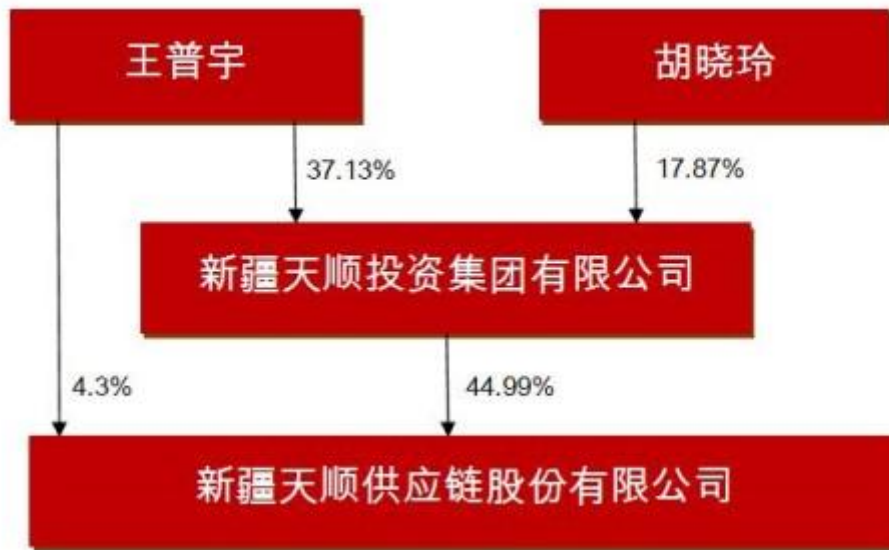 王普宇
胡晓玲
37.13%
17.87%
新疆天顺投资集团有限公司
4.3%
44.99%
新疆天顺供应链股份有限公司